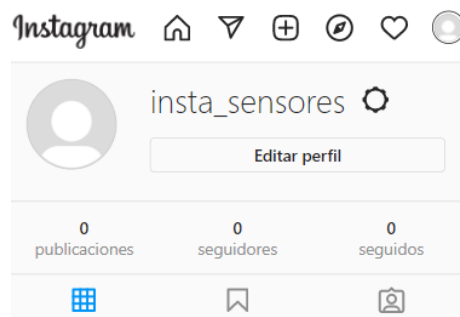 Instagram
insta_sensores
Editar perfil
0 0 0
publicaciones seguidores seguidos